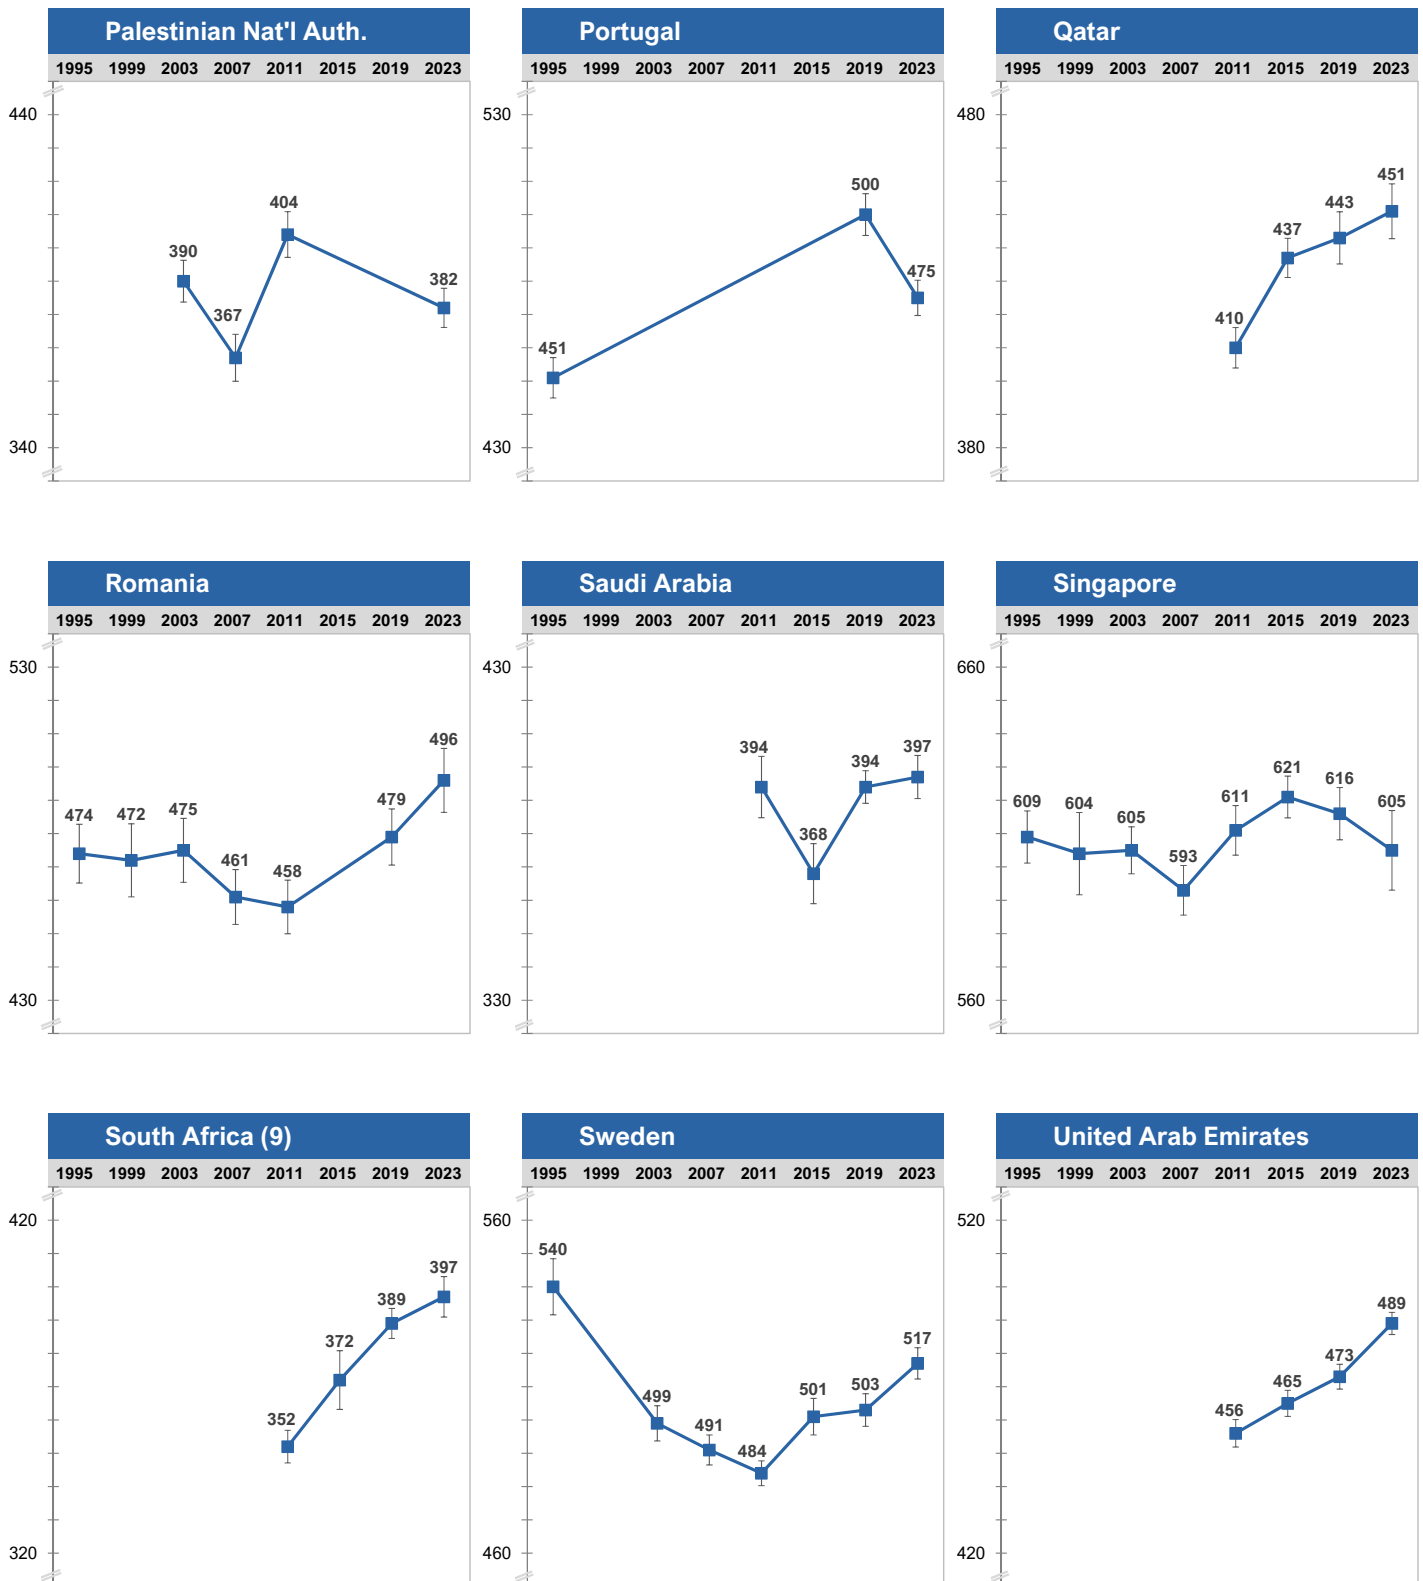 Palestinian Nat'l Auth.
1995 1999 2003 2007 2011 2015 2019 2023
440
404
390
382
367
340
Portugal
1995 1999 2003 2007 2011 2015 2019 2023
530
500
475
451
430
Qatar
1995 1999 2003 2007 2011 2015 2019 2023
480
451
443
437
410
380
Romania
1995 1999 2003 2007 2011 2015 2019 2023
530
496
479
474 472 475
461
458
430
Saudi Arabia
1995 1999 2003 2007 2011 2015 2019 2023
430
394 394 397
368
330
Singapore
1995 1999 2003 2007 2011 2015 2019 2023
660
621
616
609 604 605 611 605
593
560
South Africa (9)
1995 1999 2003 2007 2011 2015 2019 2023
420
397
389
372
352
320
Sweden
1995 1999 2003 2007 2011 2015 2019 2023
560
540
517
499 501 503
491
484
460
United Arab Emirates
1995 1999 2003 2007 2011 2015 2019 2023
520
489
473
465
456
420